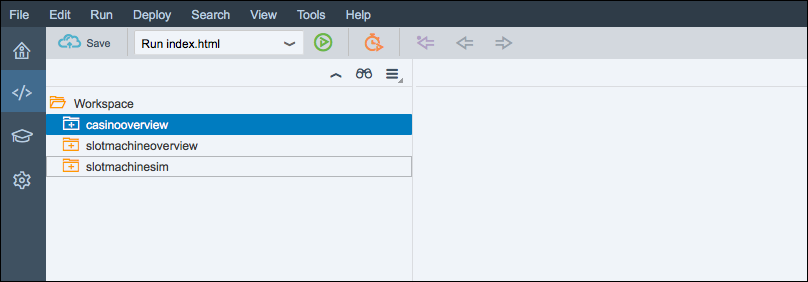 File Edit Run Deploy Search View Tools Help
Save Run index.html
Workspace
casinooverview
slotmachineoverview
slotmachinesim